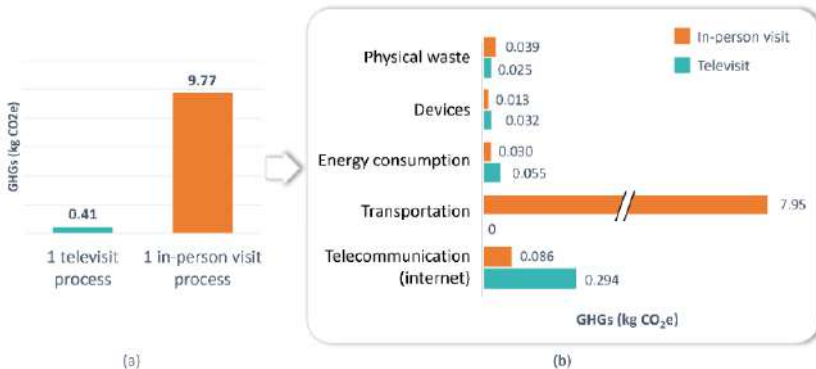 GHGs (kg CO2e)
9.77
0.41
1 televisit
process
1 in-person visit
process
(a)
In-person visit
Televisit
Physical waste
0.039
0.025
Devices
0.013
0.032
Energy consumption
0.030
0.055
Transportation
7.95
0
Telecommunication
(internet)
0.086
0.294
GHGs (kg CO₂e)
(b)